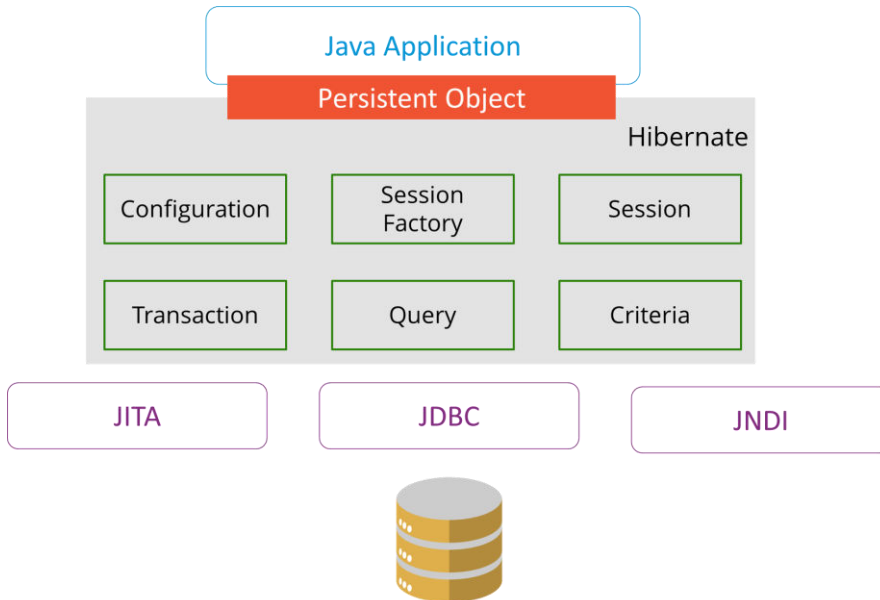 Java Application
Persistent Object
Hibernate
Configuration
Session
Factory
Session
Transaction
Query
Criteria
JITA
JDBC
JNDI